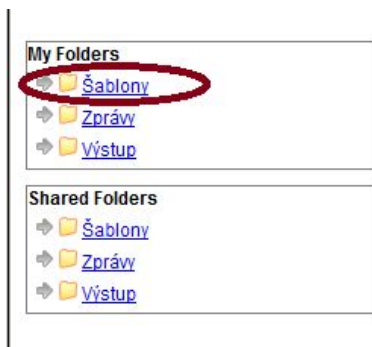 My Folders
Šablony
Zprávy
Výstup
Shared Folders
Šablony
Zprávy
Výstup